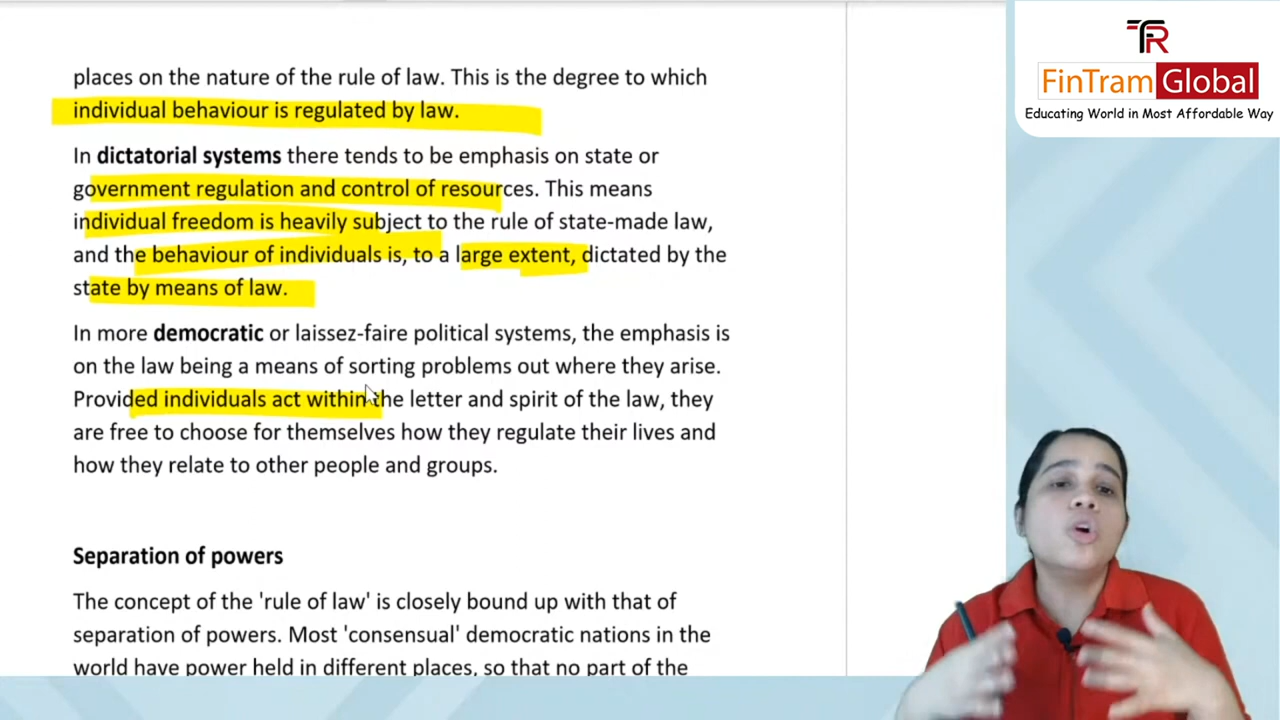 places on the nature of the rule of law. This is the degree to which
individual behaviour is regulated by law.
In dictatorial systems there tends to be emphasis on state or
government regulation and control of resources. This means
individual freedom is heavily subject to the rule of state-made law,
and the behaviour of individuals is, to a large extent, dictated by the
state by means of law.
In more democratic or laissez-faire political systems, the emphasis is
on the law being a means of sorting problems out where they arise.
Provided individuals act within the letter and spirit of the law, they
are free to choose for themselves how they regulate their lives and
how they relate to other people and groups.
Separation of powers
The concept of the 'rule of law' is closely bound up with that of
separation of powers. Most 'consensual' democratic nations in the
world have power held in different places, so that no part of the
FinTram Global
Educating World in Most Affordable Way